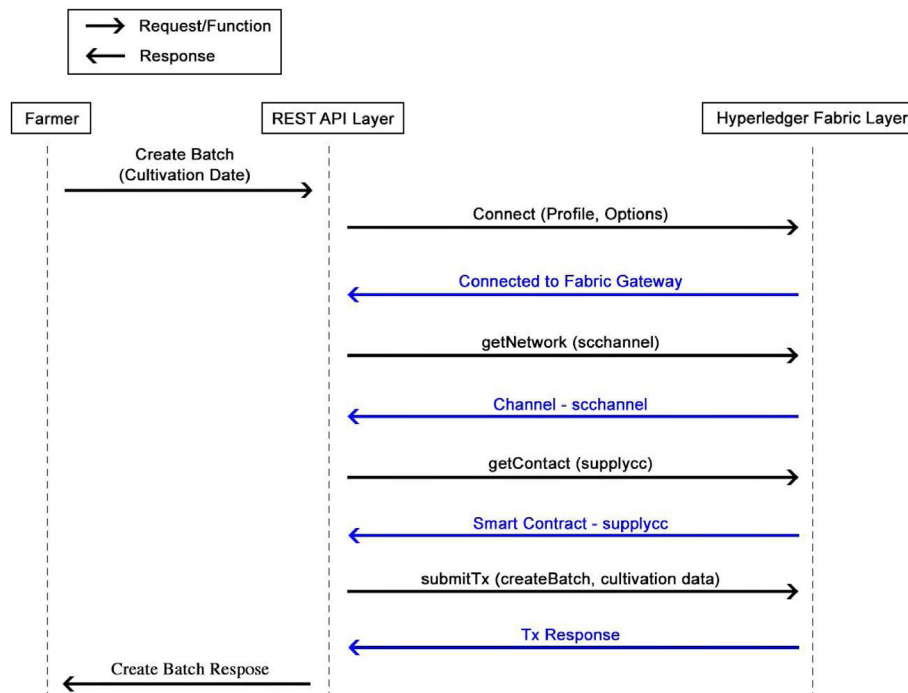 Request/Function
Response
Farmer
REST API Layer
Hyperledger Fabric Layer
Create Batch
(Cultivation Date)
Connect (Profile, Options)
Connected to Fabric Gateway
getNetwork (scchannel)
Channel - scchannel
getContact (supplycc)
Smart Contract - supplycc
submitTx (createBatch, cultivation data)
Tx Response
Create Batch Respose